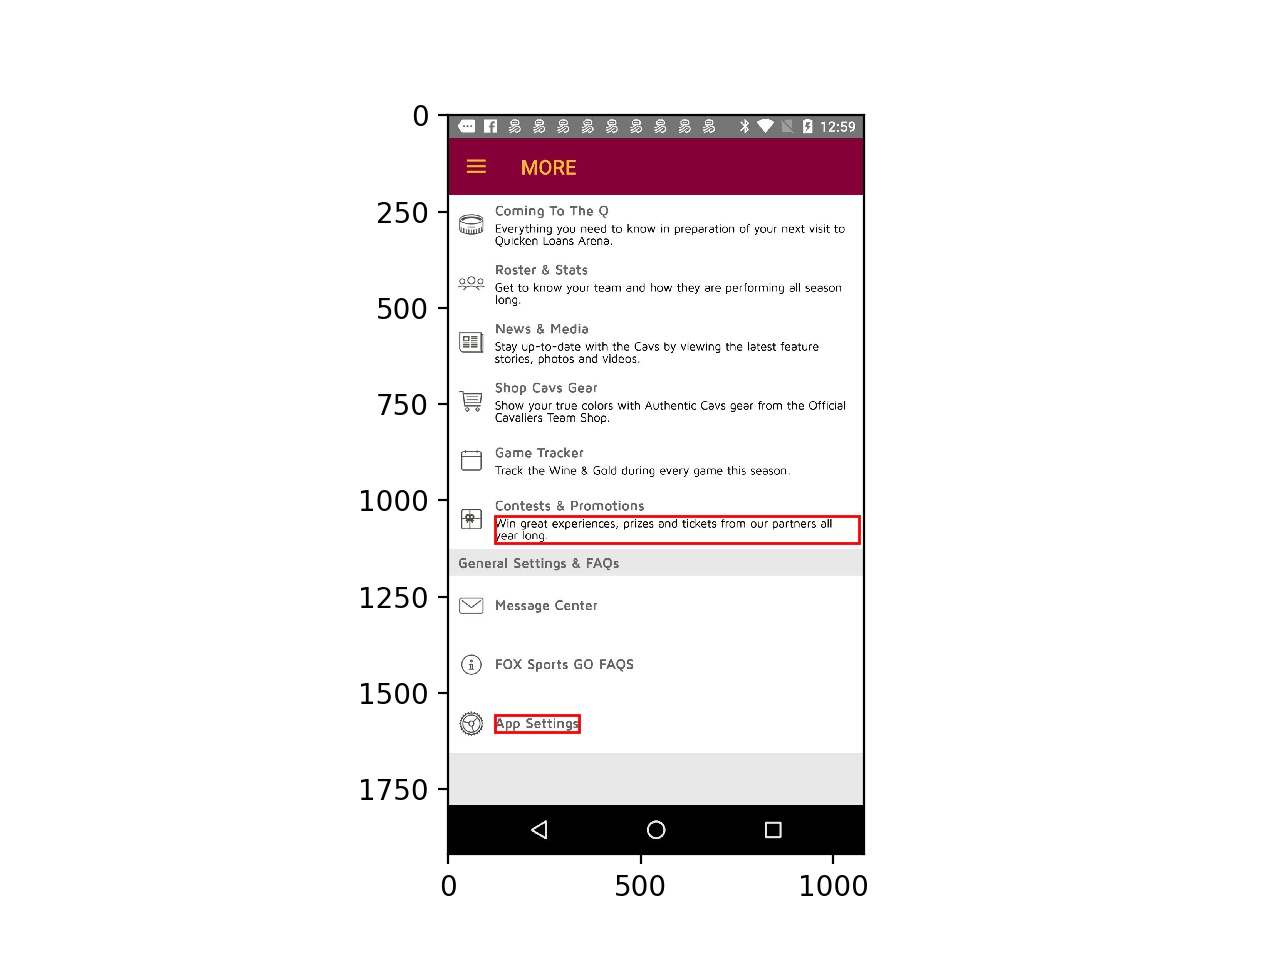 0
250
500
750
1000
1250
1500
1750
12:59
MORE
Coming To The Q
Everything you need to know in preparation of your next visit to
Quicken Loans Arena.
Roster & Stats
Get to know your team and how they are performing all season
long.
News & Media
Stay up-to-date with the Cavs by viewing the latest feature
stories, photos and videos.
Shop Cavs Gear
Show your true colors with Authentic Cavs gear from the Official
Cavaliers Team Shop.
Game Tracker
Track the Wine & Gold during every game this season.
Contests & Promotions
Win great experiences, prizes and tickets from our partners all
year long.
General Settings & FAQs
Message Center
FOX Sports GO FAQS
App Settings
0 500 1000